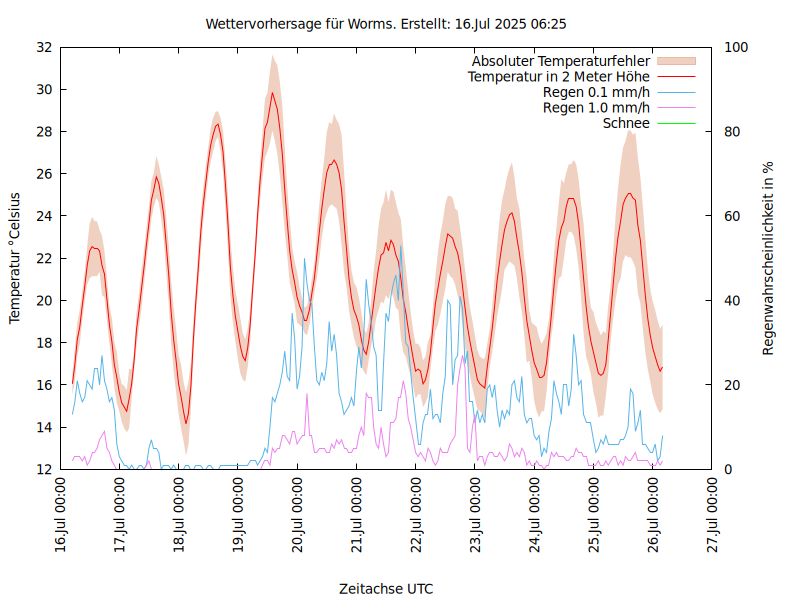 Wettervorhersage für Worms. Erstellt: 16.Jul 2025 06:25
Absoluter Temperaturfehler
Temperatur in 2 Meter Höhe
Regen 0.1 mm/h
Regen 1.0 mm/h
Schnee
Temperatur °Celsius
32
30
28
26
24
22
20
18
16
14
12
100
80
60
40
20
0
Regenwahrscheinlichkeit in %
16.Jul 00:00
17.Jul 00:00
18.Jul 00:00
19.Jul 00:00
20.Jul 00:00
21.Jul 00:00
22.Jul 00:00
23.Jul 00:00
24.Jul 00:00
25.Jul 00:00
26.Jul 00:00
27.Jul 00:00
Zeitachse UTC